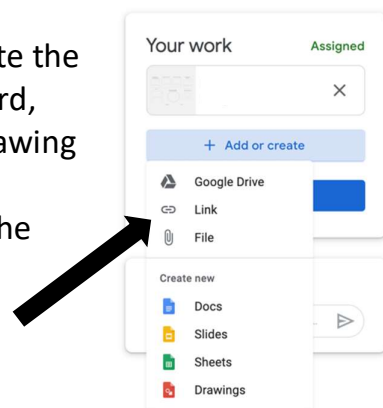 te the
rd,
awing
he
Your work Assigned
+ Add or create
Google Drive
Link
File
Create new
Docs
Slides
Sheets
Drawings